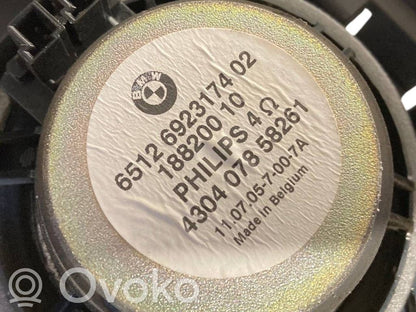 BMW
6512 6923174 02
188200 10
PHILIPS 4 Ω
4304 078 58261
11.07.05-7-00-7A
Made in Belgium
Ovoko